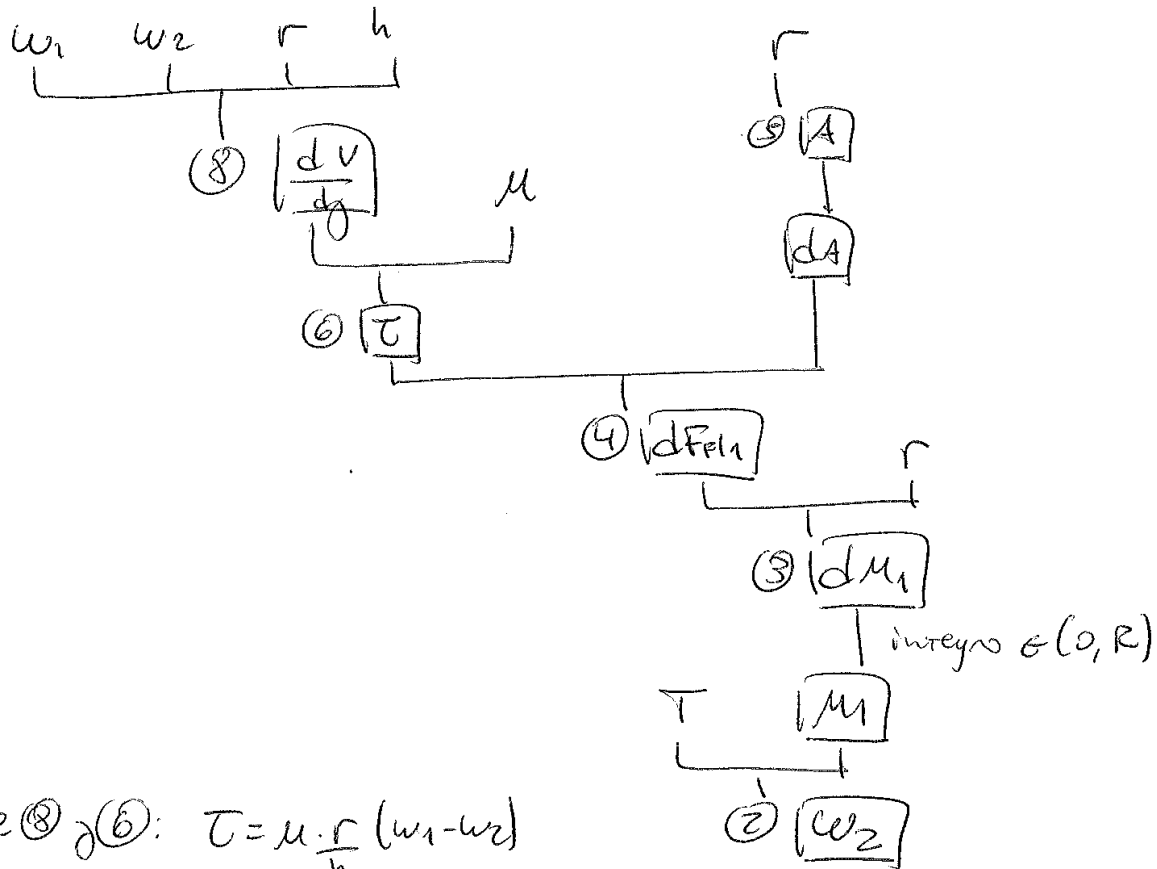 ω1 ω2 r h
r
⑤ A
⑧ dv/dy μ
dA
⑥ τ
④ dFel1
r
③ dM1
integro ∈ (0, R)
T M1
② ω2
⑧ y ⑥: τ = μ · r/h (ω1-ω2)